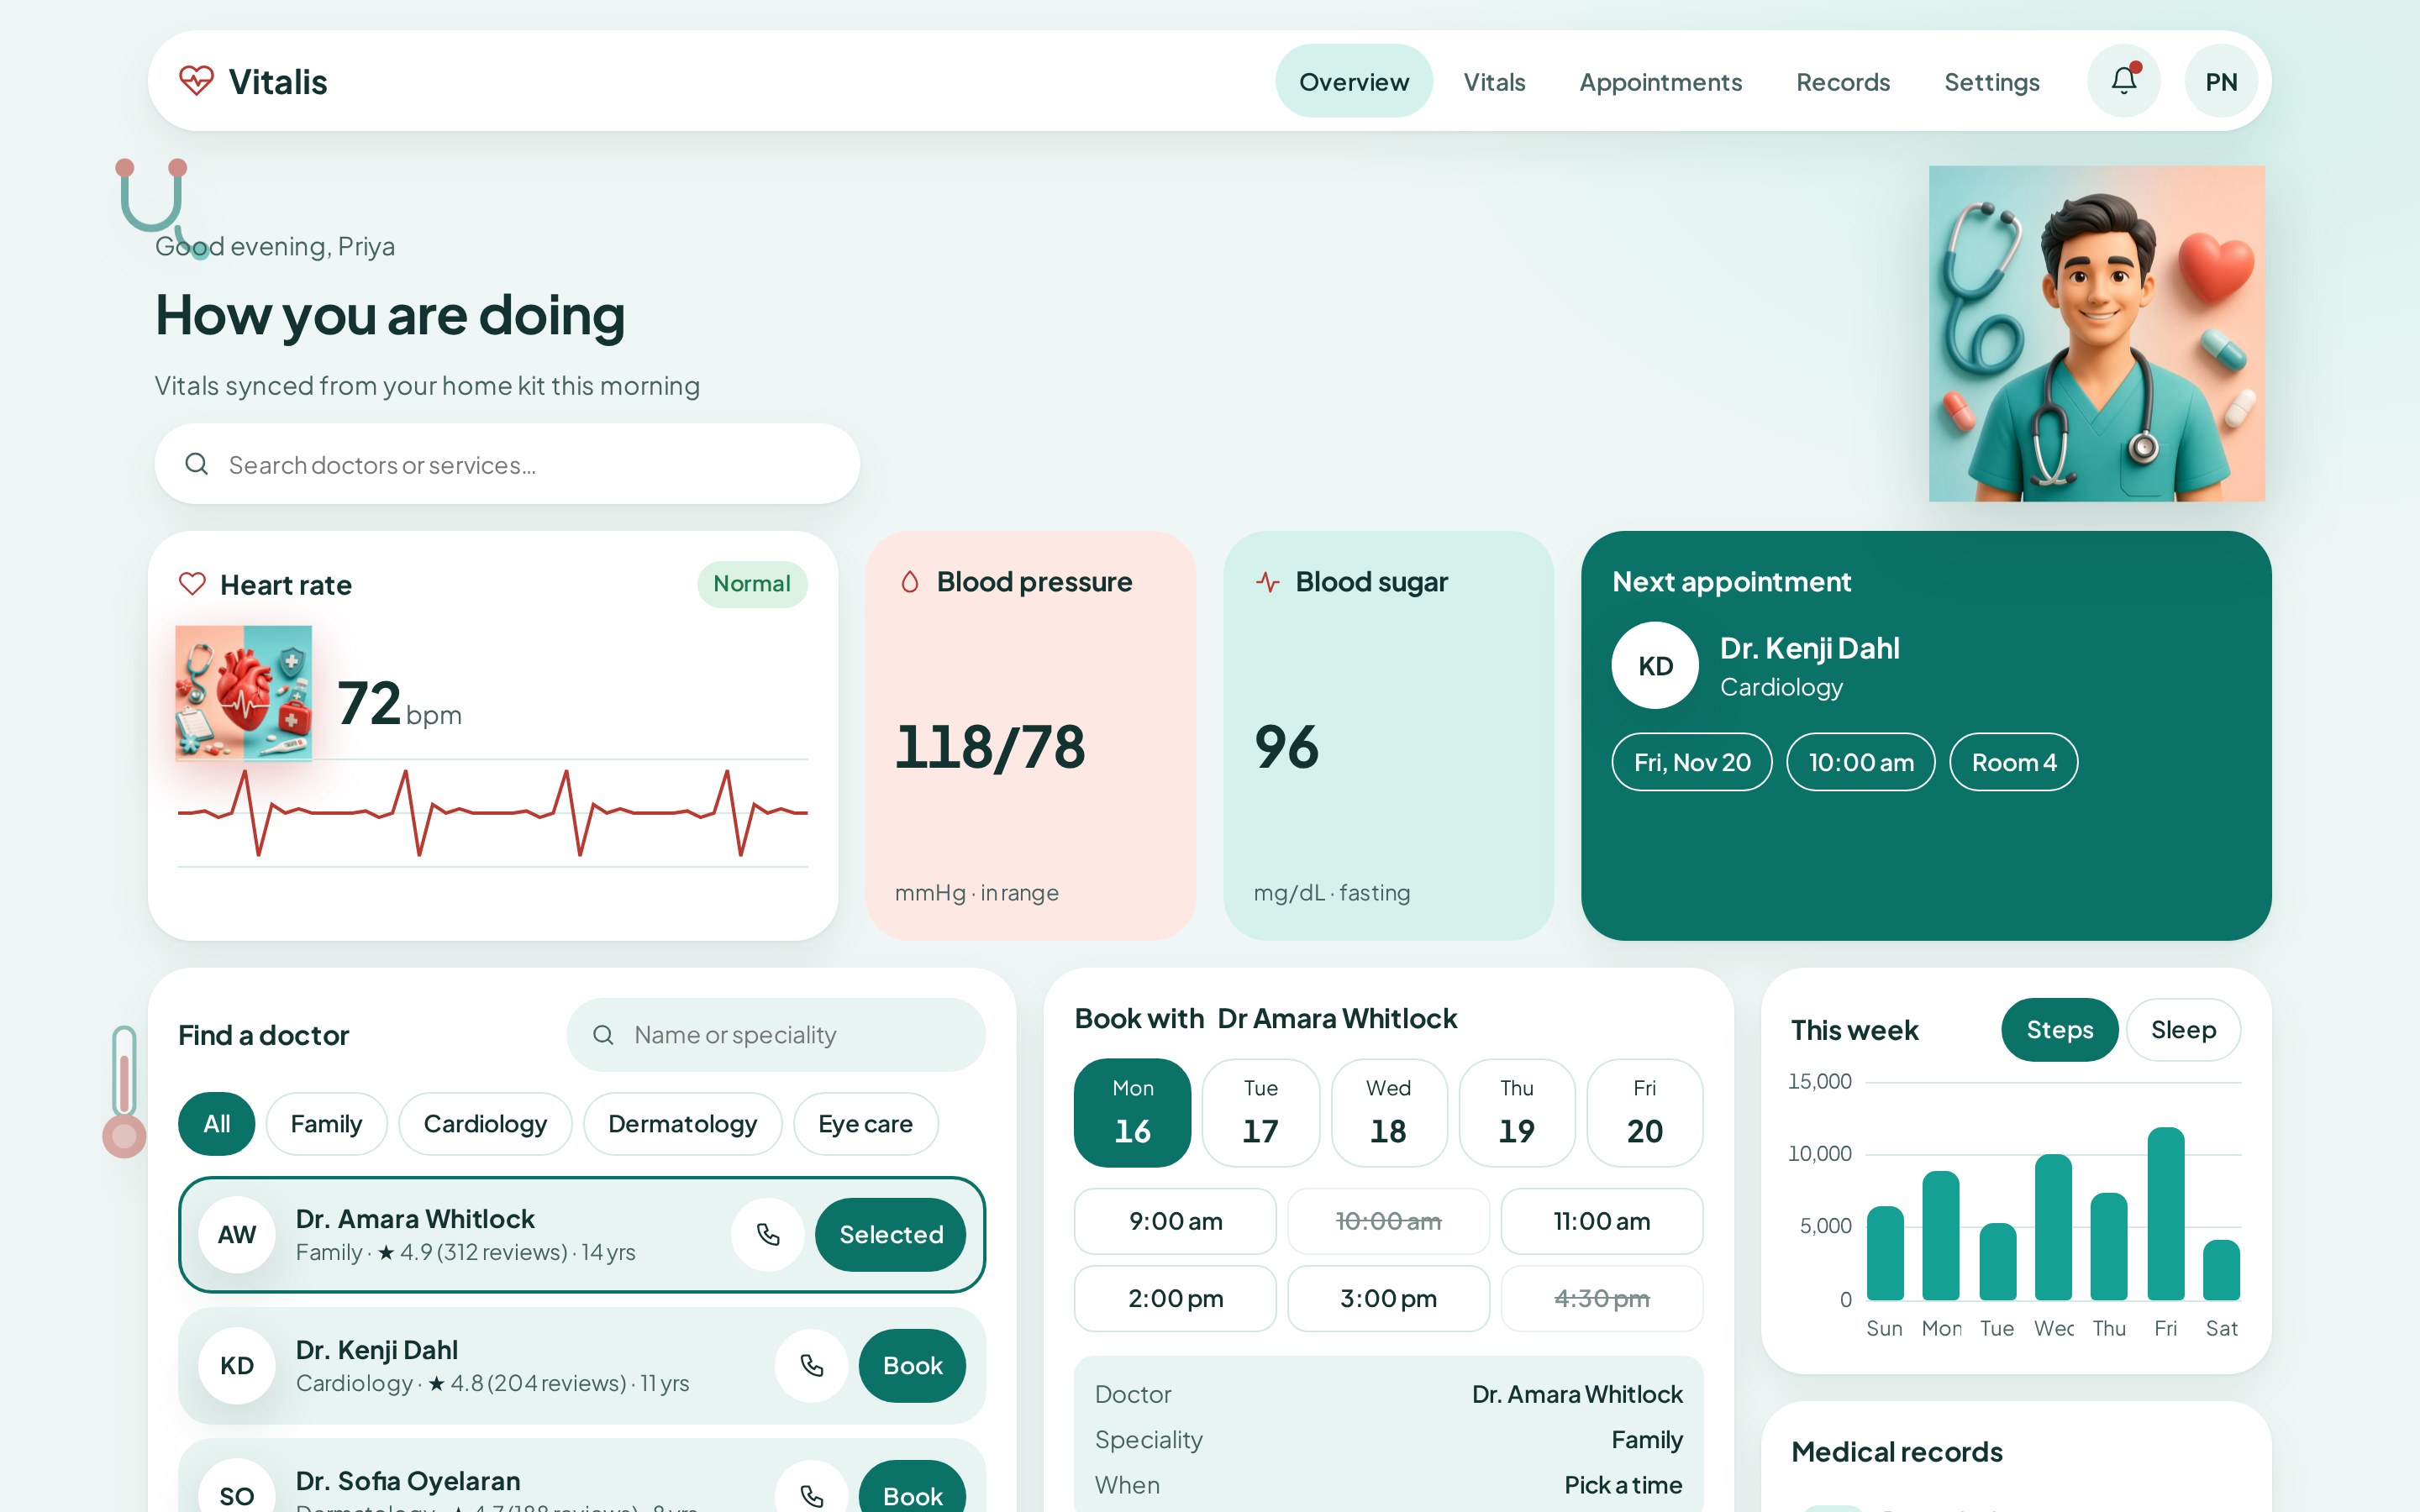 Vitalis
Overview
Vitals
Appointments
Records
Settings
PN
Good evening, Priya
How you are doing
Vitals synced from your home kit this morning
Search doctors or services...
Heart rate
Normal
72 bpm
Blood pressure
118/78
mmHg · in range
Blood sugar
96
mg/dL · fasting
Next appointment
KD
Dr. Kenji Dahl
Cardiology
Fri, Nov 20
10:00 am
Room 4
Find a doctor
Name or speciality
All
Family
Cardiology
Dermatology
Eye care
AW
Dr. Amara Whitlock
Family · ★ 4.9 (312 reviews) · 14 yrs
Selected
KD
Dr. Kenji Dahl
Cardiology · ★ 4.8 (204 reviews) · 11 yrs
Book
SO
Dr. Sofia Oyelaran
Dermatology · ★ 4.7 (188 reviews) · 8 yrs
Book
Book with Dr Amara Whitlock
Mon 16
Tue 17
Wed 18
Thu 19
Fri 20
9:00 am
10:00 am
11:00 am
2:00 pm
3:00 pm
4:30 pm
Doctor Dr. Amara Whitlock
Speciality Family
When Pick a time
This week
Steps
Sleep
15,000
10,000
5,000
0
Sun Mon Tue Wed Thu Fri Sat
Medical records